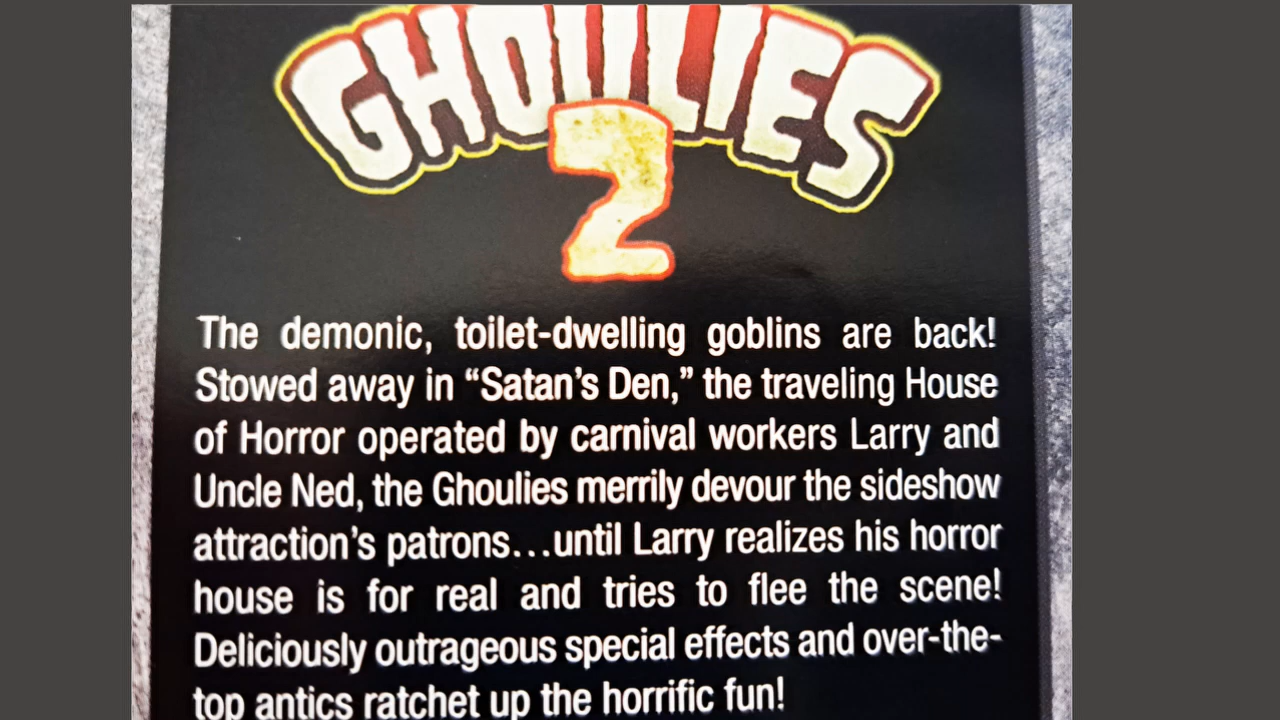 GHOULIES
2
The demonic, toilet-dwelling goblins are back!
Stowed away in “Satan’s Den,” the traveling House
of Horror operated by carnival workers Larry and
Uncle Ned, the Ghoulies merrily devour the sideshow
attraction’s patrons...until Larry realizes his horror
house is for real and tries to flee the scene!
Deliciously outrageous special effects and over-the-
top antics ratchet up the horrific fun!